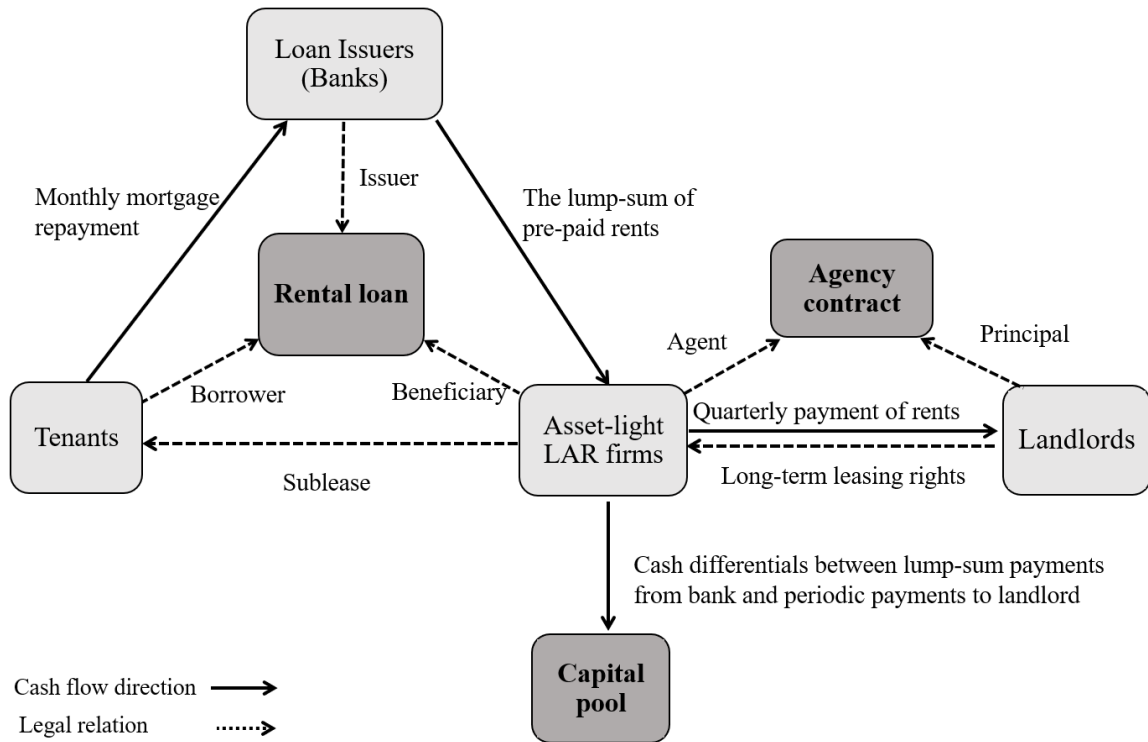 Loan Issuers
(Banks)
Monthly mortgage
repayment
Issuer
The lump-sum of
pre-paid rents
Rental loan
Agency
contract
Agent
Principal
Borrower
Beneficiary
Tenants
Asset-light
LAR firms
Quarterly payment of rents
Landlords
Sublease
Long-term leasing rights
Cash differentials between lump-sum payments
from bank and periodic payments to landlord
Capital
pool
Cash flow direction
Legal relation